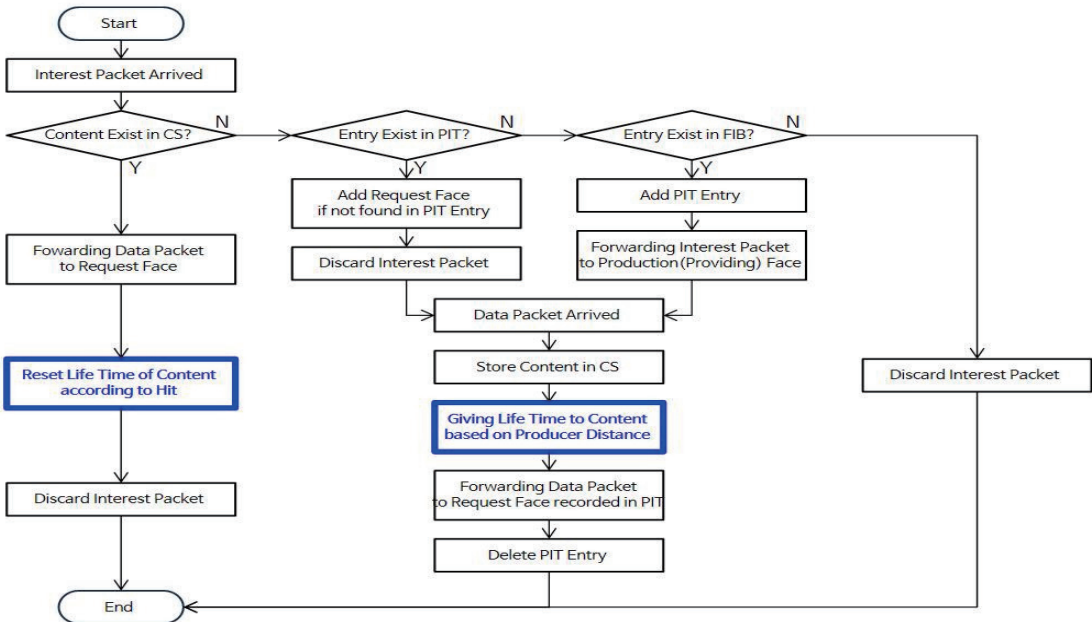 Start
Interest Packet Arrived
Content Exist in CS?
N
Entry Exist in PIT?
N
Entry Exist in FIB?
N
Y
Y
Y
Add Request Face
if not found in PIT Entry
Add PIT Entry
Fowarding Data Packet
to Request Face
Discard Interest Packet
Forwarding Interest Packet
to Production(Providing) Face
Data Packet Arrived
Store Content in CS
Reset Life Time of Content
according to Hit
Discard Interest Packet
Giving Life Time to Content
based on Producer Distance
Discard Interest Packet
Forwarding Data Packet
to Request Face recorded in PIT
Delete PIT Entry
End